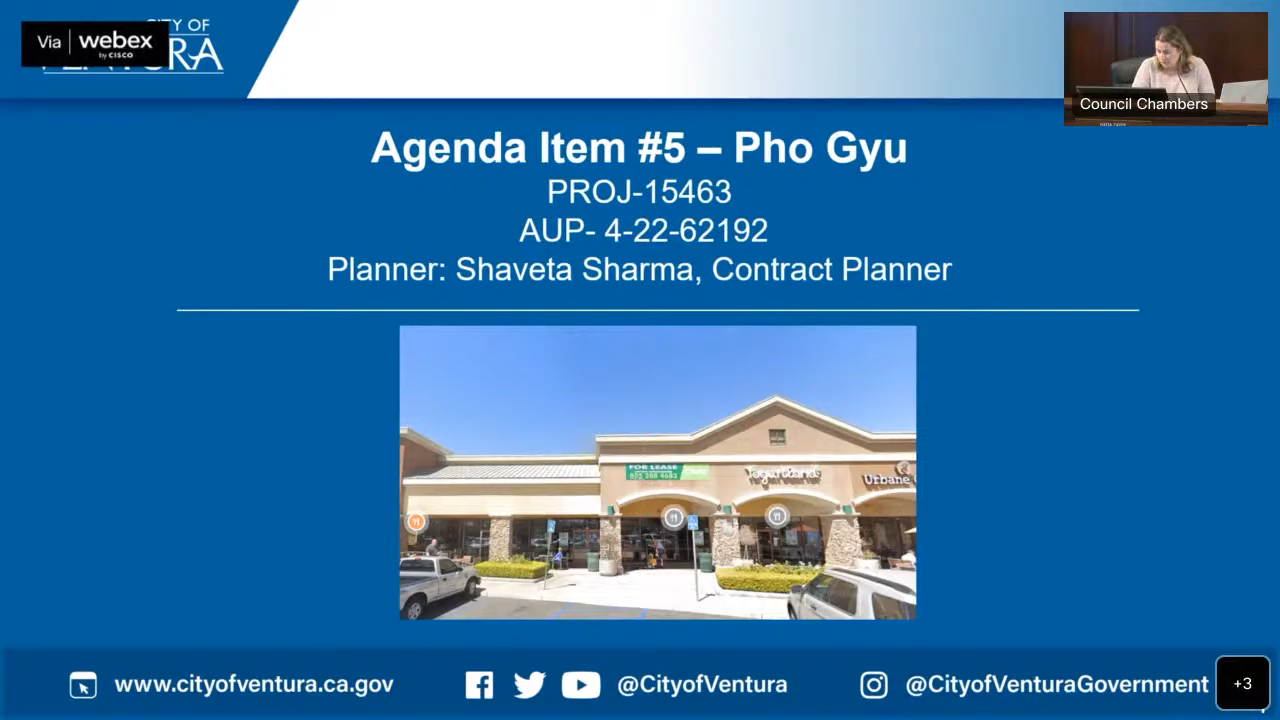 Via webex
by CISCO
CITY OF
VENTURA
Council Chambers
Agenda Item #5 – Pho Gyu
PROJ-15463
AUP- 4-22-62192
Planner: Shaveta Sharma, Contract Planner
FOR LEASE
Yogurtland
Urbane
www.cityofventura.ca.gov
@CityofVentura
@CityofVenturaGovernment
+3